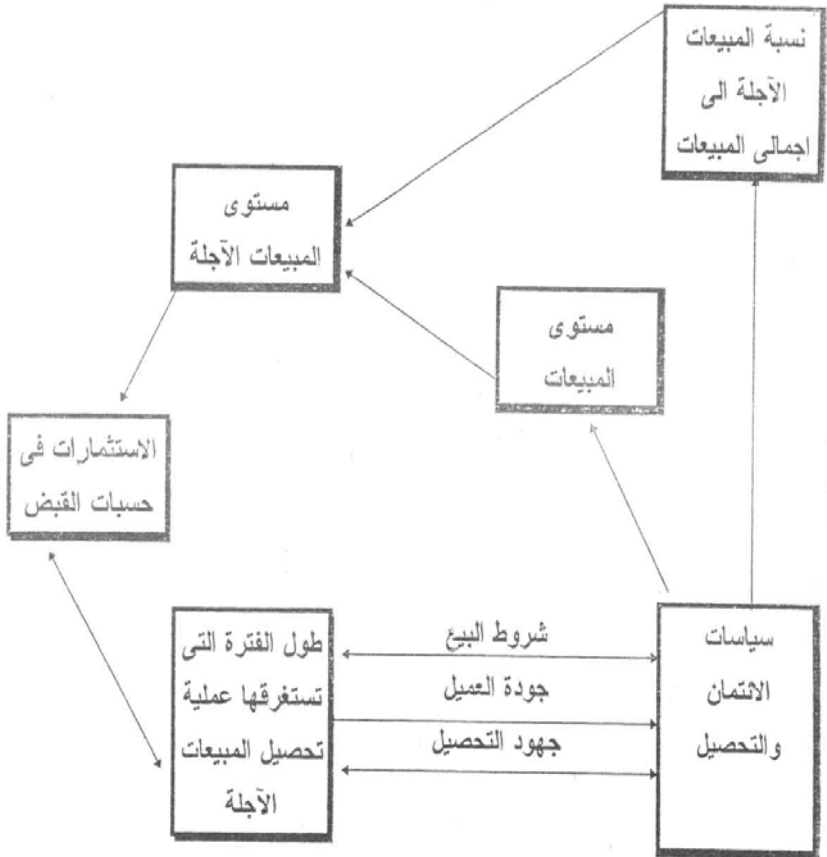 نسبة المبيعات
الآجلة الى
اجمالى المبيعات
مستوى
المبيعات الآجلة
مستوى
المبيعات
الاستثمارات فى
حسبات القبض
طول الفترة التى
تستغرقها عملية
تحصيل المبيعات
الآجلة
شروط البيع
جودة العميل
جهود التحصيل
سياسات
الائتمان
والتحصيل